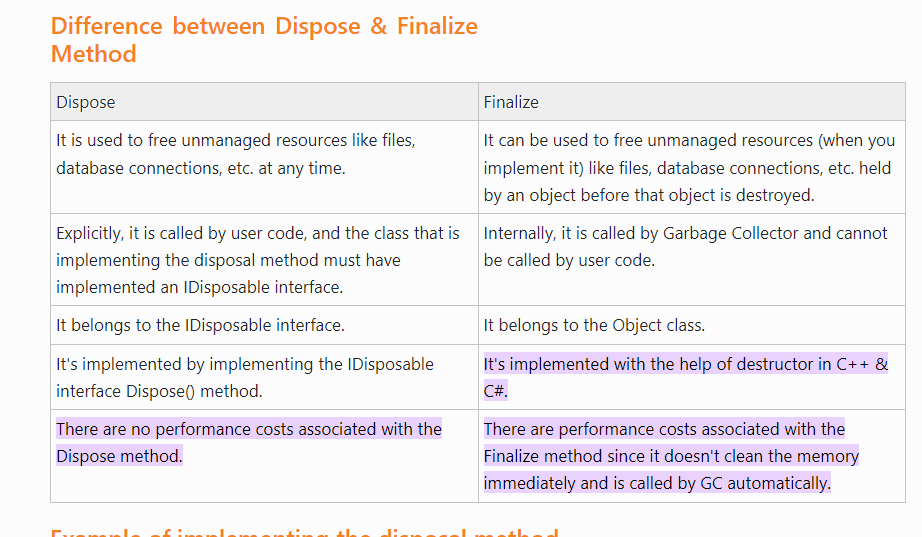 Difference between Dispose & Finalize
Method
Dispose
Finalize
It is used to free unmanaged resources like files,
database connections, etc. at any time.
It can be used to free unmanaged resources (when you
implement it) like files, database connections, etc. held
by an object before that object is destroyed.
Explicitly, it is called by user code, and the class that is
implementing the disposal method must have
implemented an IDisposable interface.
Internally, it is called by Garbage Collector and cannot
be called by user code.
It belongs to the IDisposable interface.
It belongs to the Object class.
It's implemented by implementing the IDisposable
interface Dispose() method.
It's implemented with the help of destructor in C++ &
C#.
There are no performance costs associated with the
Dispose method.
There are performance costs associated with the
Finalize method since it doesn't clean the memory
immediately and is called by GC automatically.
Example of implementing the disposal method